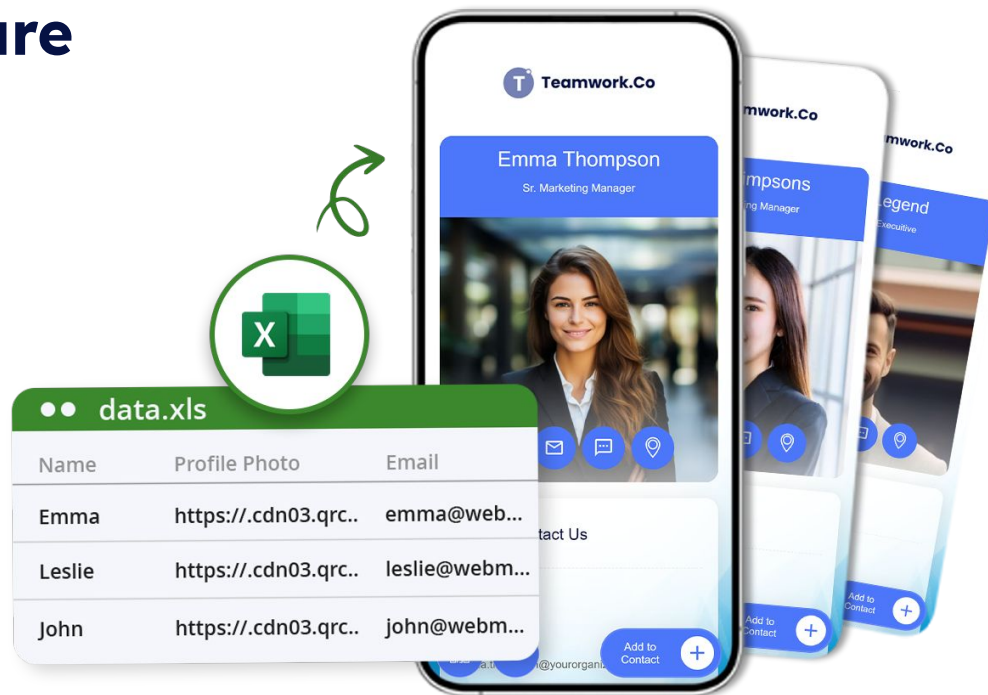 ure
T Teamwork.Co
Emma Thompson
Sr. Marketing Manager
mwork.Co
impsons
ng Manager
mwork.Co
egend
Executive
X
data.xls
Name Profile Photo Email
Emma https://.cdn03.qrc.. emma@web...
Leslie https://.cdn03.qrc.. leslie@webm...
John https://.cdn03.qrc.. john@webm...
tact Us
@yourorgani
Add to
Contact
Add to
Contact
Add to
Contact